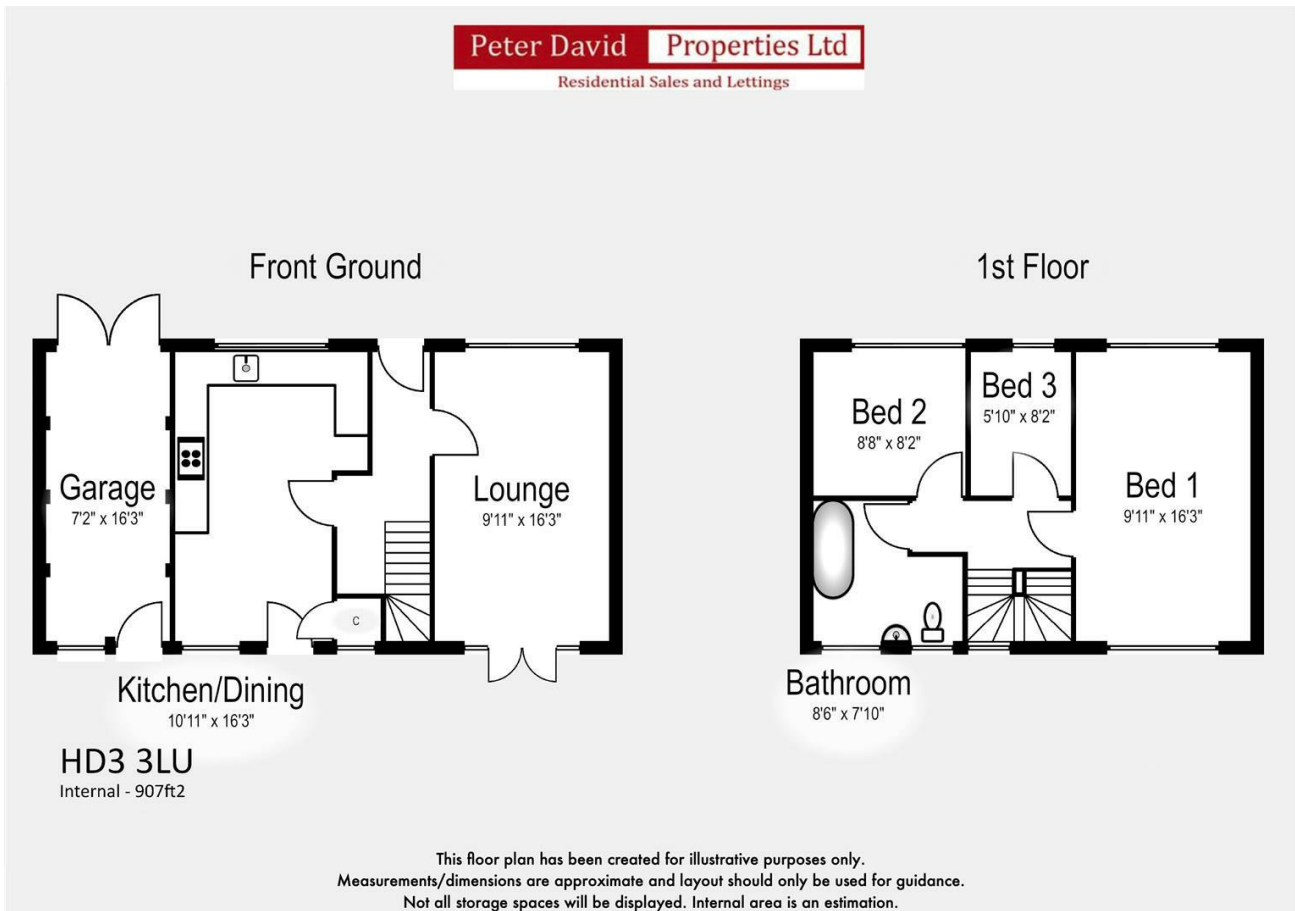 Peter David Properties Ltd
Residential Sales and Lettings
Front Ground
1st Floor
Garage
7'2" x 16'3"
Lounge
9'11" x 16'3"
C
Kitchen/Dining
10'11" x 16'3"
Bed 2
8'8" x 8'2"
Bed 3
5'10" x 8'2"
Bed 1
9'11" x 16'3"
Bathroom
8'6" x 7'10"
HD3 3LU
Internal - 907ft2
This floor plan has been created for illustrative purposes only.
Measurements/dimensions are approximate and layout should only be used for guidance.
Not all storage spaces will be displayed. Internal area is an estimation.